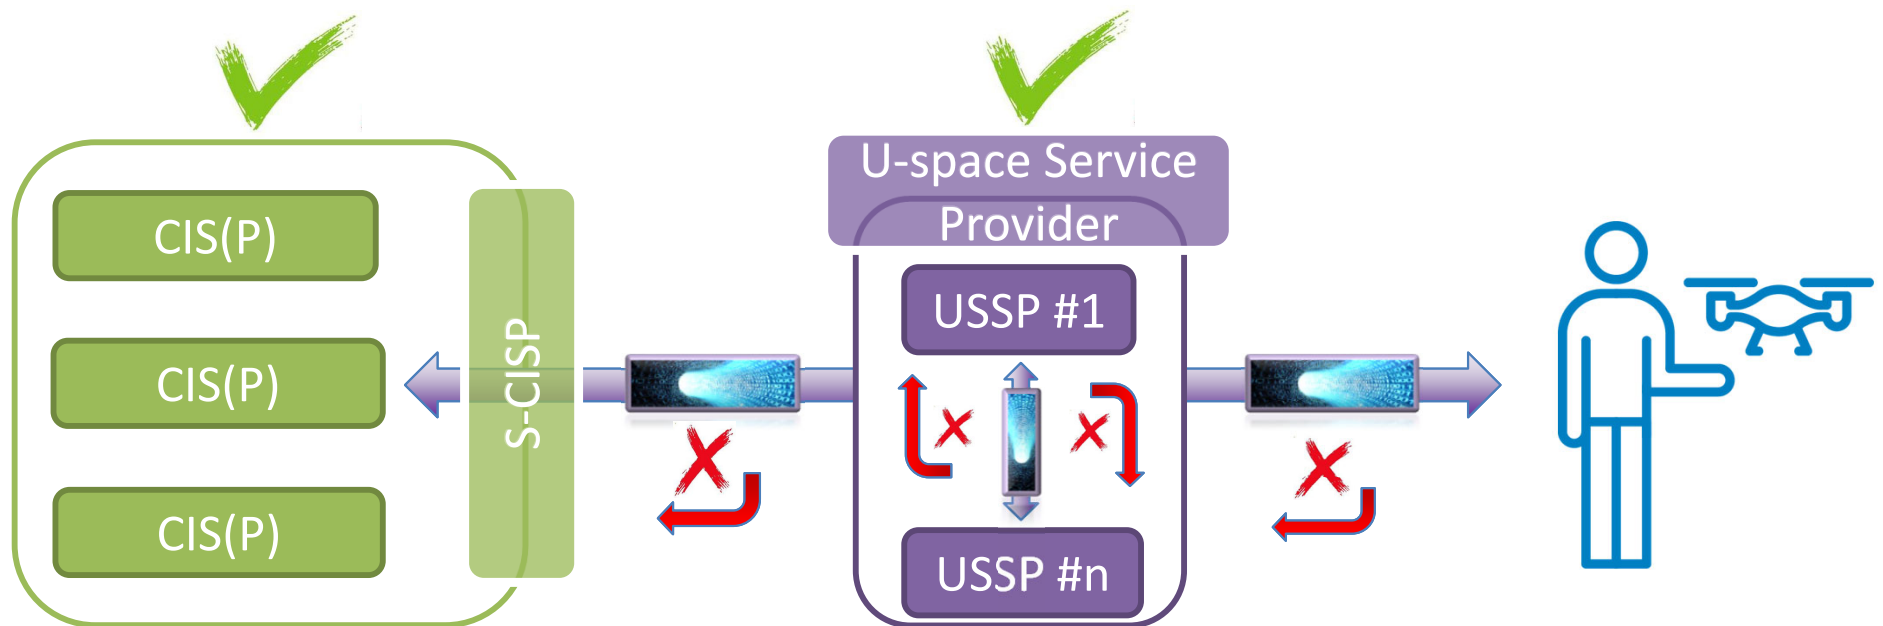 CIS(P)
CIS(P)
CIS(P)
S-CISP
U-space Service
Provider
USSP #1
USSP #n